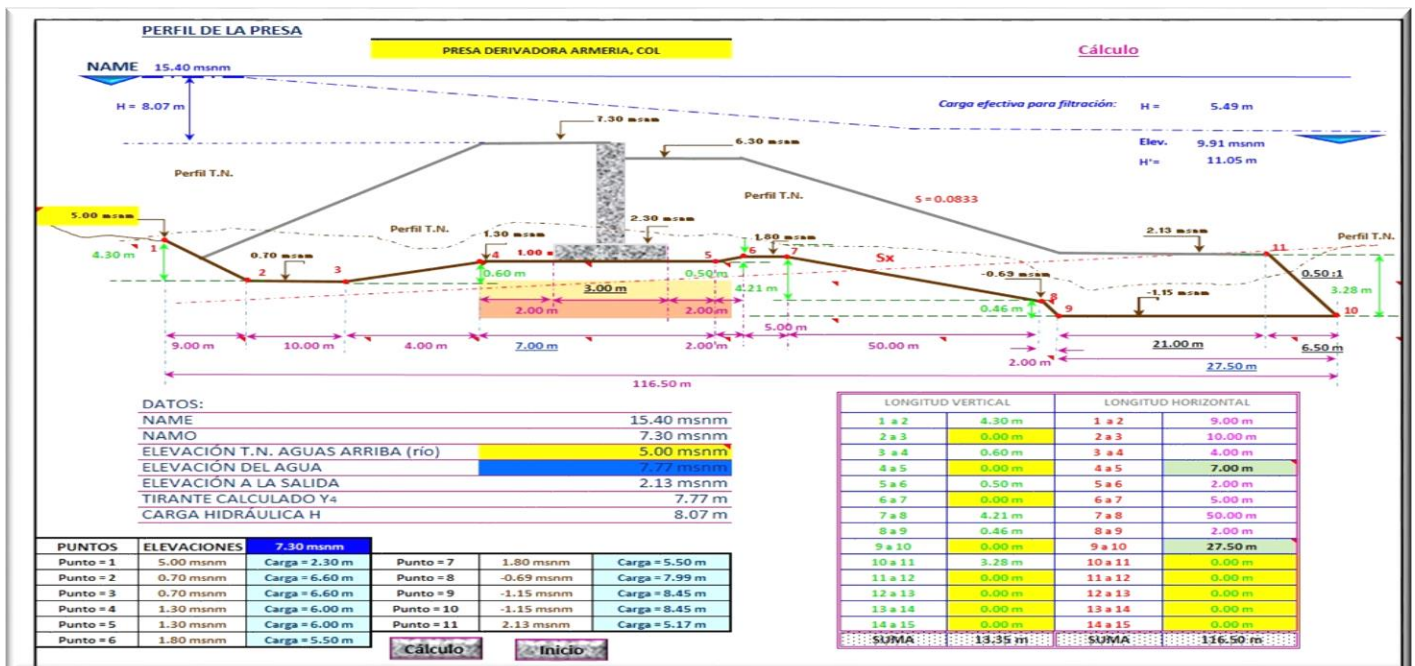 PERFIL DE LA PRESA
PRESA DERIVADORA ARMERIA, COL
Cálculo
NAME 15.40 msnm
H = 8.07 m
Carga efectiva para filtración: H = 5.49 m
7.30 msnm
6.30 msnm
Elev. 9.91 msnm
H'= 11.05 m
Perfil T.N.
Perfil T.N.
S = 0.0833
5.00 msnm
Perfil T.N.
2.30 msnm
2.13 msnm
Perfil T.N.
1
4.30 m
1.30 msnm
1.80 msnm
11
0.70 msnm
4
1.00
5
6
7
Sx
2
3
0.60 m
0.50
4.21 m
-0.69 msnm
0.50:1
3.00 m
8
-1.15 msnm
3.28 m
2.00 m
2.00 m
0.46 m
9
10
5.00 m
9.00 m
10.00 m
4.00 m
7.00 m
2.00 m
50.00 m
21.00 m
6.50 m
2.00 m
27.50 m
116.50 m
DATOS:
NAME 15.40 msnm
NAMO 7.30 msnm
ELEVACIÓN T.N. AGUAS ARRIBA (río) 5.00 msnm
ELEVACIÓN DEL AGUA 7.77 msnm
ELEVACIÓN A LA SALIDA 2.13 msnm
TIRANTE CALCULADO Y4 7.77 m
CARGA HIDRÁULICA H 8.07 m
LONGITUD VERTICAL LONGITUD HORIZONTAL
1 a 2 4.30 m 1 a 2 9.00 m
2 a 3 0.00 m 2 a 3 10.00 m
3 a 4 0.60 m 3 a 4 4.00 m
4 a 5 0.00 m 4 a 5 7.00 m
5 a 6 0.50 m 5 a 6 2.00 m
6 a 7 0.00 m 6 a 7 5.00 m
7 a 8 4.21 m 7 a 8 50.00 m
8 a 9 0.46 m 8 a 9 2.00 m
9 a 10 0.00 m 9 a 10 27.50 m
10 a 11 3.28 m 10 a 11 0.00 m
11 a 12 0.00 m 11 a 12 0.00 m
12 a 13 0.00 m 12 a 13 0.00 m
13 a 14 0.00 m 13 a 14 0.00 m
14 a 15 0.00 m 14 a 15 0.00 m
SUMA 13.35 m SUMA 116.50 m
PUNTOS ELEVACIONES 7.30 msnm
Punto = 1 5.00 msnm Carga = 2.30 m Punto = 7 1.80 msnm Carga = 5.50 m
Punto = 2 0.70 msnm Carga = 6.60 m Punto = 8 -0.69 msnm Carga = 7.99 m
Punto = 3 0.70 msnm Carga = 6.60 m Punto = 9 -1.15 msnm Carga = 8.45 m
Punto = 4 1.30 msnm Carga = 6.00 m Punto = 10 -1.15 msnm Carga = 8.45 m
Punto = 5 1.30 msnm Carga = 6.00 m Punto = 11 2.13 msnm Carga = 5.17 m
Punto = 6 1.80 msnm Carga = 5.50 m
Cálculo Inicio